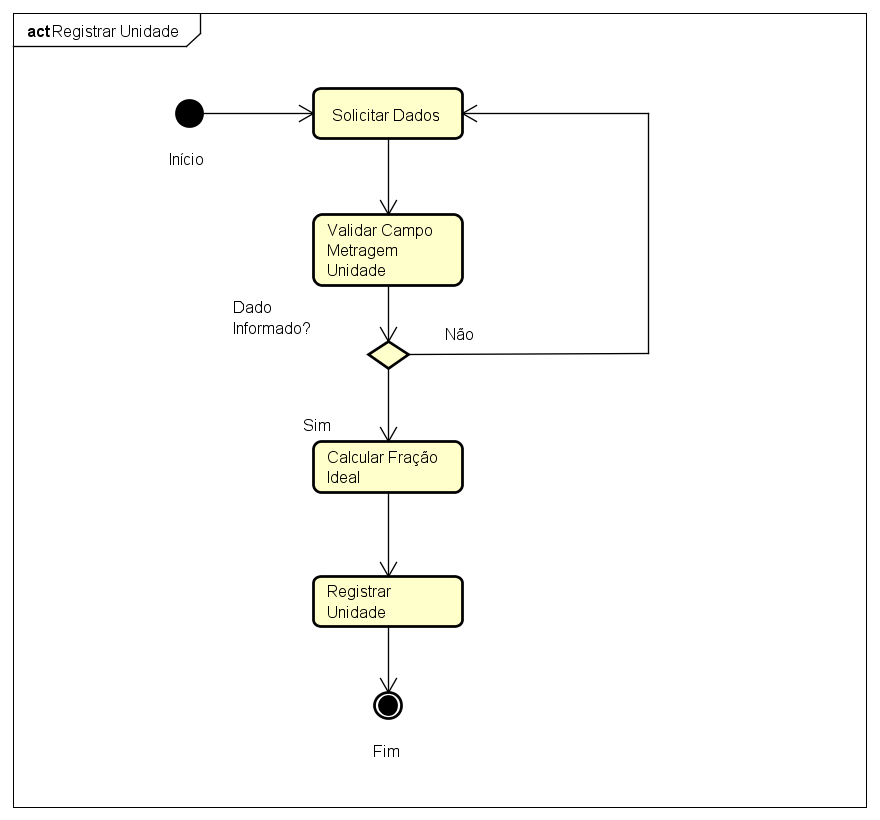 act Registrar Unidade
Solicitar Dados
Início
Validar Campo
Metragem
Unidade
Dado
Informado?
Não
Sim
Calcular Fração
Ideal
Registrar
Unidade
Fim